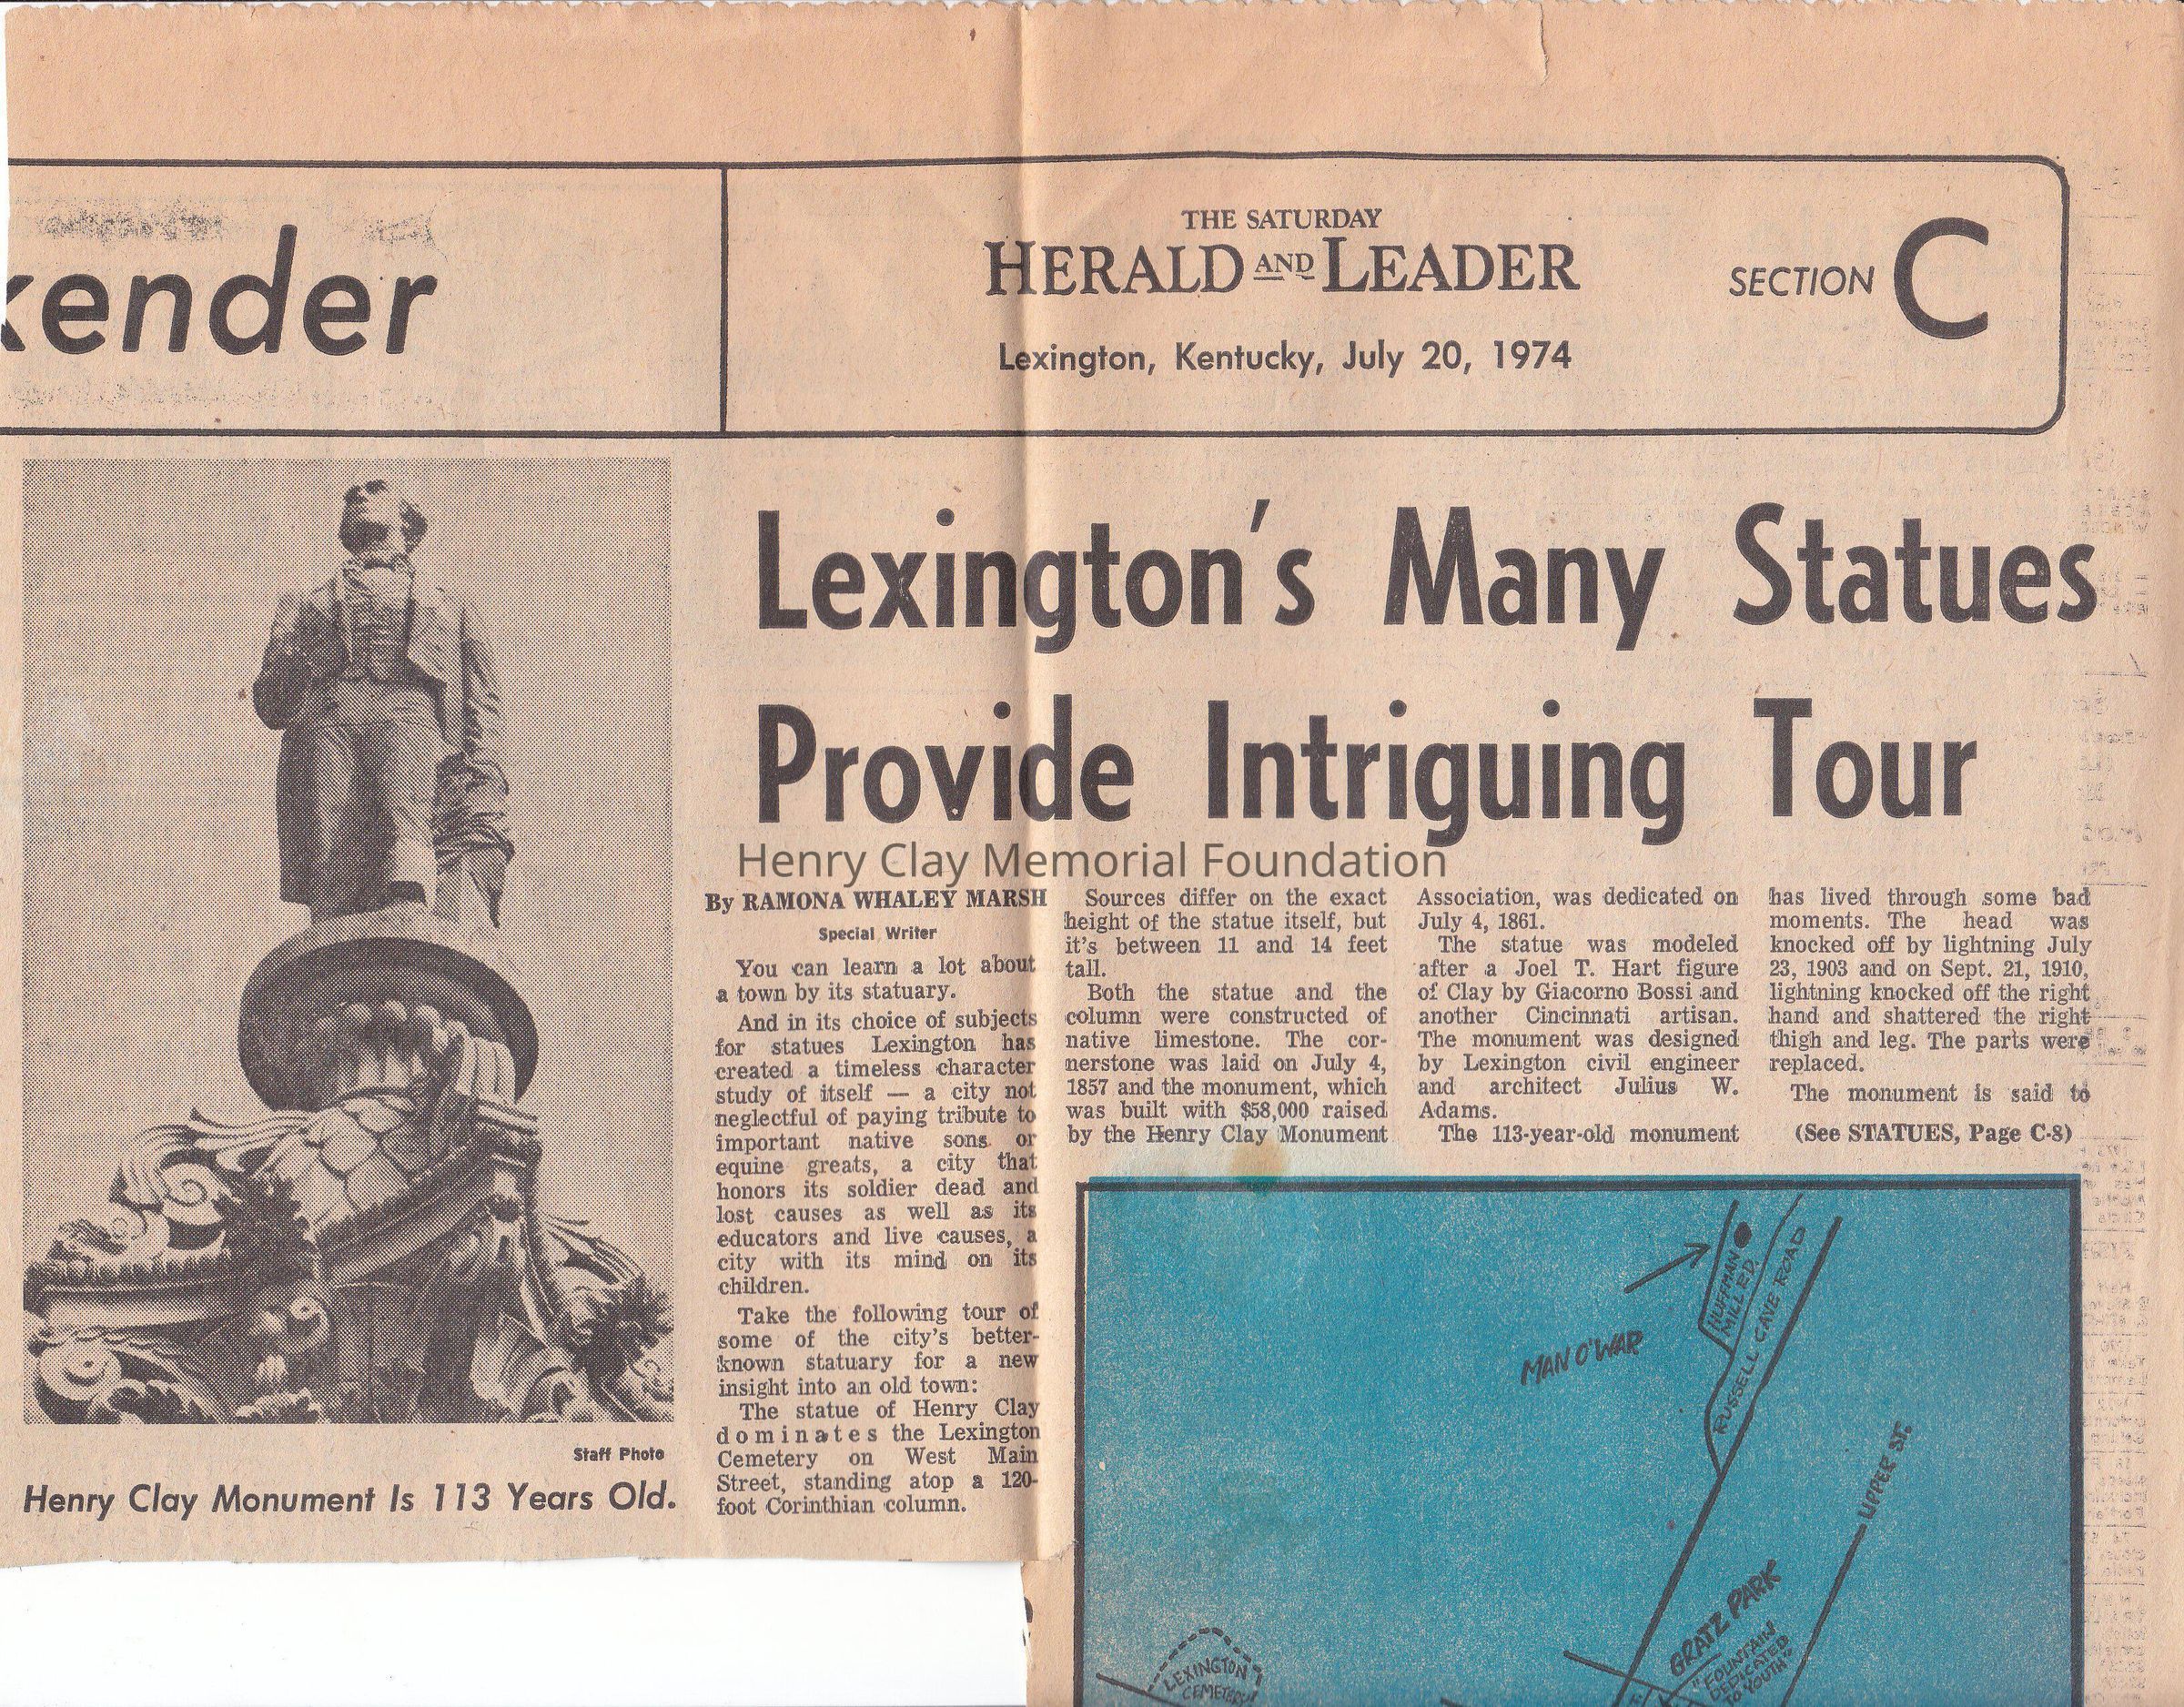 kender
THE SATURDAY
HERALD AND LEADER
Lexington, Kentucky, July 20, 1974
SECTION C
Lexington's Many Statues
Provide Intriguing Tour
Henry Clay Memorial Foundation
By RAMONA WHALEY MARSH
Special Writer
You can learn a lot about
a town by its statuary.
And in its choice of subjects
for statues Lexington has
created a timeless character
study of itself — a city not
neglectful of paying tribute to
important native sons or
equine greats, a city that
honors its soldier dead and
lost causes as well as its
educators and live causes, a
city with its mind on its
children.
Take the following tour of
some of the city's better-
known statuary for a new
insight into an old town:
The statue of Henry Clay
dominates the Lexington
Cemetery on West Main
Street, standing atop a 120-
foot Corinthian column.
Sources differ on the exact
height of the statue itself, but
it's between 11 and 14 feet
tall.
Both the statue and the
column were constructed of
native limestone. The cor-
nerstone was laid on July 4,
1857 and the monument, which
was built with $58,000 raised
by the Henry Clay Monument
Association, was dedicated on
July 4, 1861.
The statue was modeled
after a Joel T. Hart figure
of Clay by Giacorno Bossi and
another Cincinnati artisan.
The monument was designed
by Lexington civil engineer
and architect Julius W.
Adams.
The 113-year-old monument
has lived through some bad
moments. The head was
knocked off by lightning July
23, 1903 and on Sept. 21, 1910,
lightning knocked off the right
hand and shattered the right
thigh and leg. The parts were
replaced.
The monument is said to
(See STATUES, Page C-8)
Staff Photo
Henry Clay Monument Is 113 Years Old.
HUFFMAN
MILL RD.
RUSSELL CAVE ROAD
MAN O'WAR
UPPER ST.
GRATZ PARK
"FOUNTAIN
DEDICATED
TO YOUTH"
LEXINGTON
CEMETERY